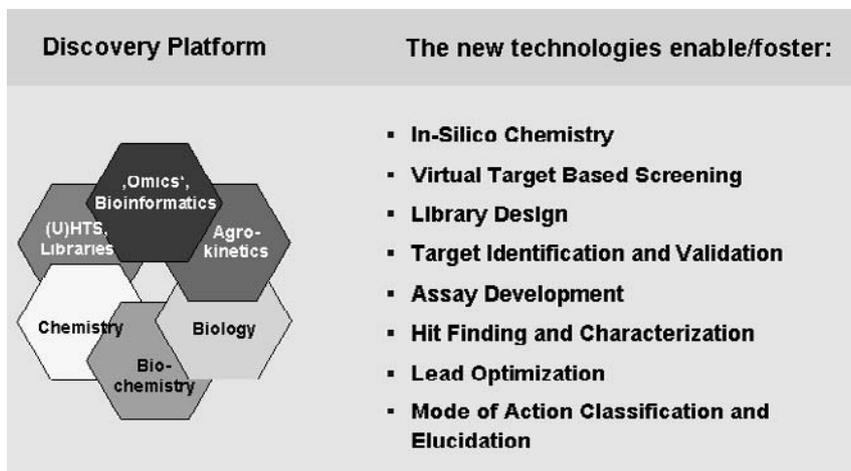 Discovery Platform
The new technologies enable/foster:
‚Omics‘,
Bioinformatics
(U)HTS,
Libraries
Agro-
kinetics
Chemistry
Biology
Bio-
chemistry
▪ In-Silico Chemistry
▪ Virtual Target Based Screening
▪ Library Design
▪ Target Identification and Validation
▪ Assay Development
▪ Hit Finding and Characterization
▪ Lead Optimization
▪ Mode of Action Classification and
Elucidation